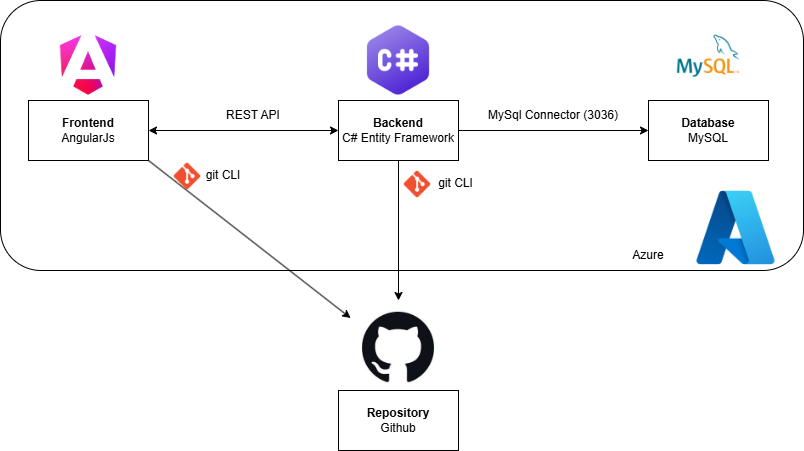 C#
MySQL
Frontend
AngularJs
REST API
Backend
C# Entity Framework
MySql Connector (3036)
Database
MySQL
git CLI
git CLI
Azure
Repository
Github